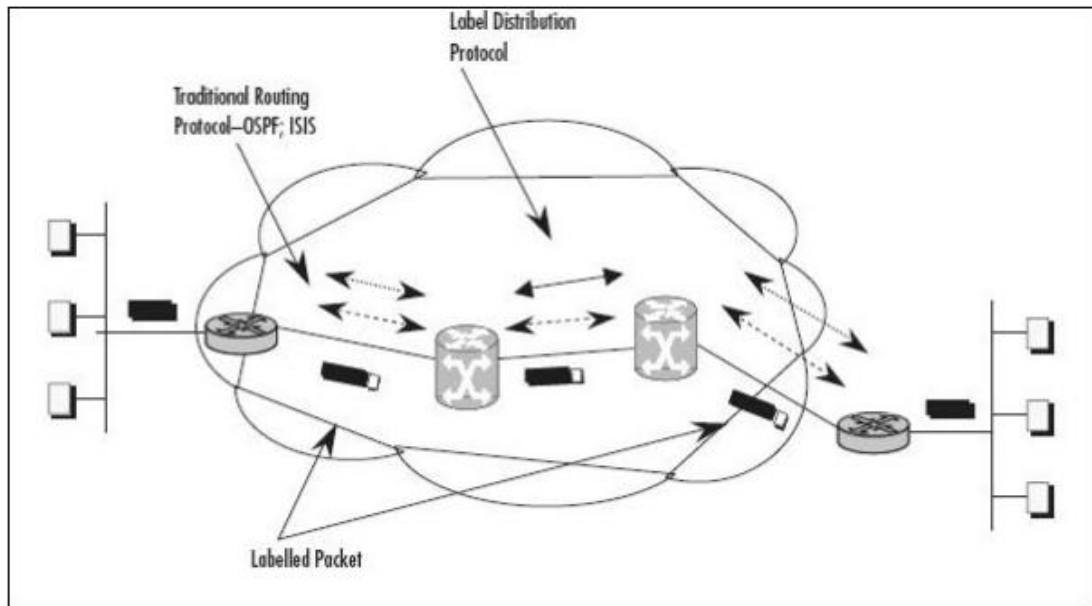 Label Distribution
Protocol
Traditional Routing
Protocol–OSPF; ISIS
Labelled Packet